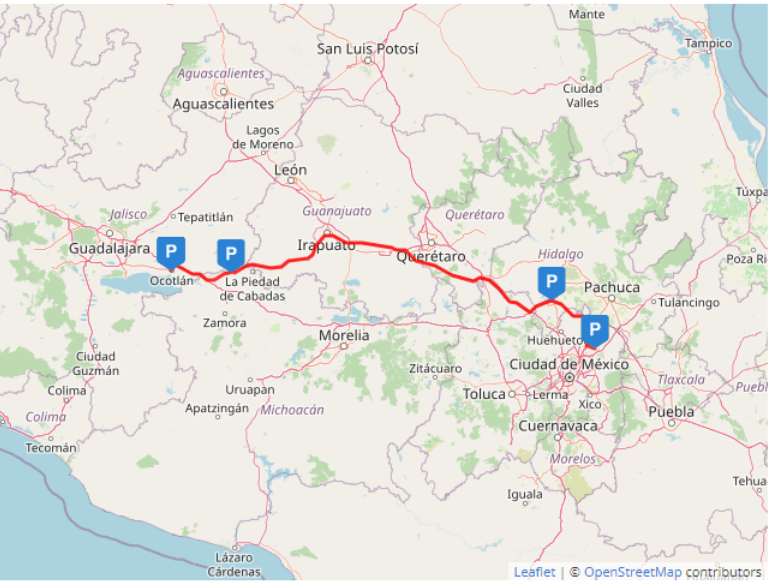 Mante
San Luis Potosí
Tampico
Aguascalientes
Aguascalientes
Ciudad
Valles
Lagos
de Moreno
León
Túxpa
Jalisco
Tepatitlán
Guanajuato
Querétaro
Guadalajara
Irapuato
Querétaro
Hidalgo
Poza Ri
P
P
P
P
Ocotlán
La Piedad
de Cabadas
Pachuca
Tulancingo
Zamora
Morelia
Huehueto
Ciudad
Guzmán
Zitácuaro
Ciudad de México
Tlaxcala
Puebl
Colima
Uruapan
Toluca
Lerma
Xico
Apatzingán
Michoacán
Puebla
Colima
Cuernavaca
Tecomán
Morelos
Tehua
Iguala
Lázaro
Cárdenas
Leaflet | © OpenStreetMap contributors